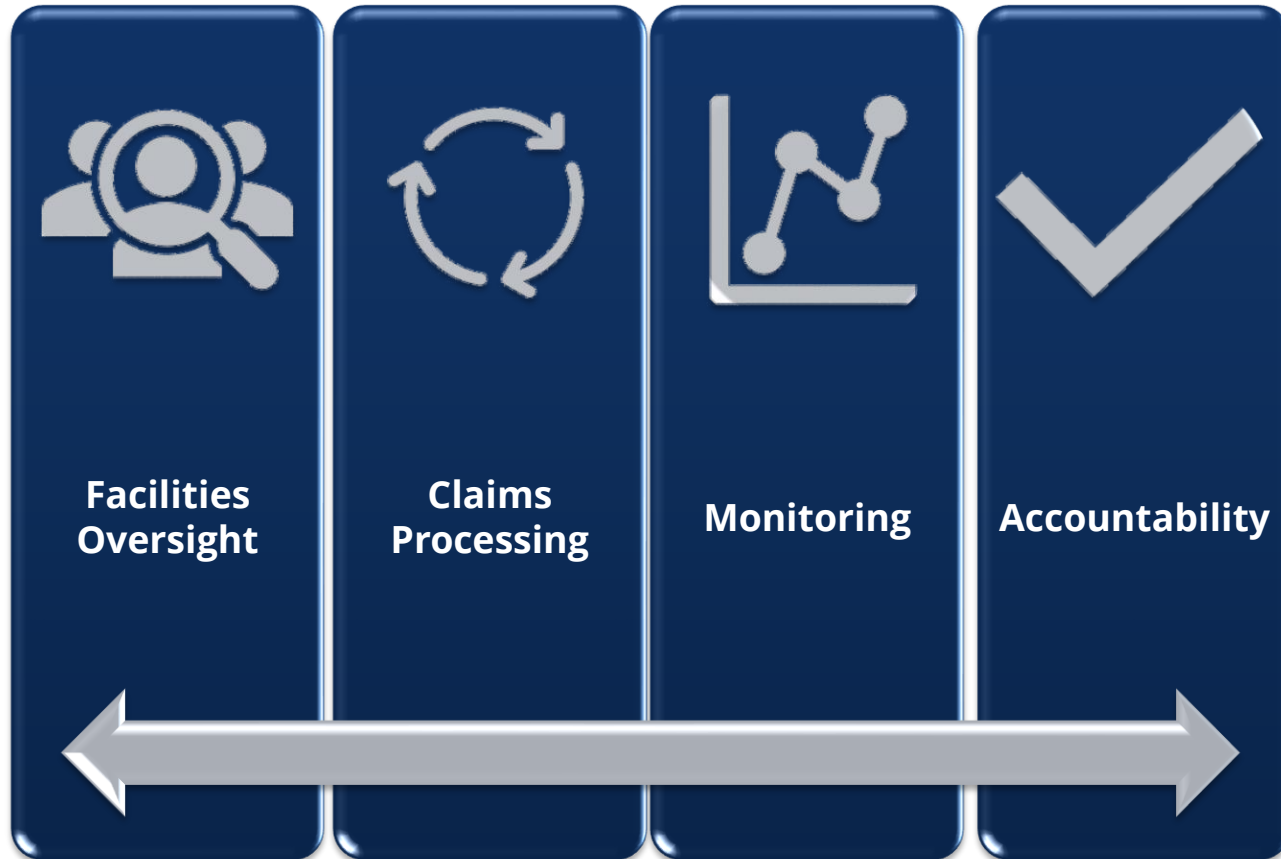 Facilities
Oversight
Claims
Processing
Monitoring
Accountability